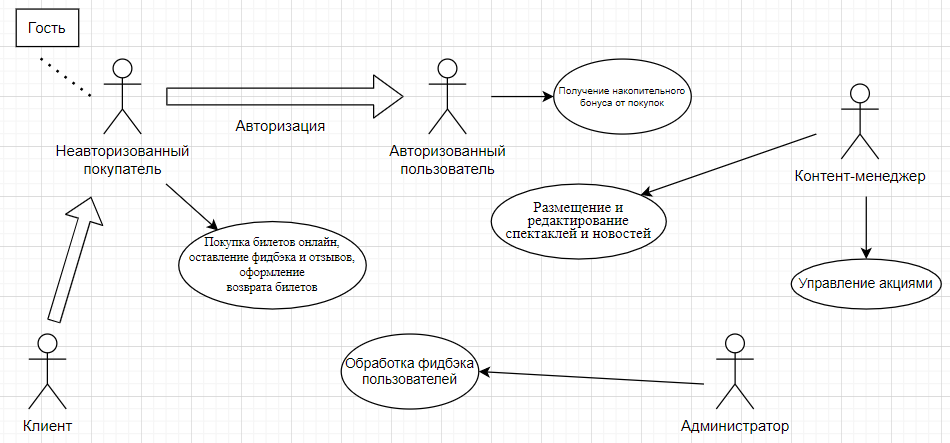 Гость
Неавторизованный
покупатель
Авторизация
Авторизованный
пользователь
Получение накопительного
бонуса от покупок
Контент-менеджер
Размещение и
редактирование
спектаклей и новостей
Покупка билетов онлайн,
оставление фидбэка и отзывов,
оформление
возврата билетов
Управление акциями
Клиент
Обработка фидбэка
пользователей
Администратор